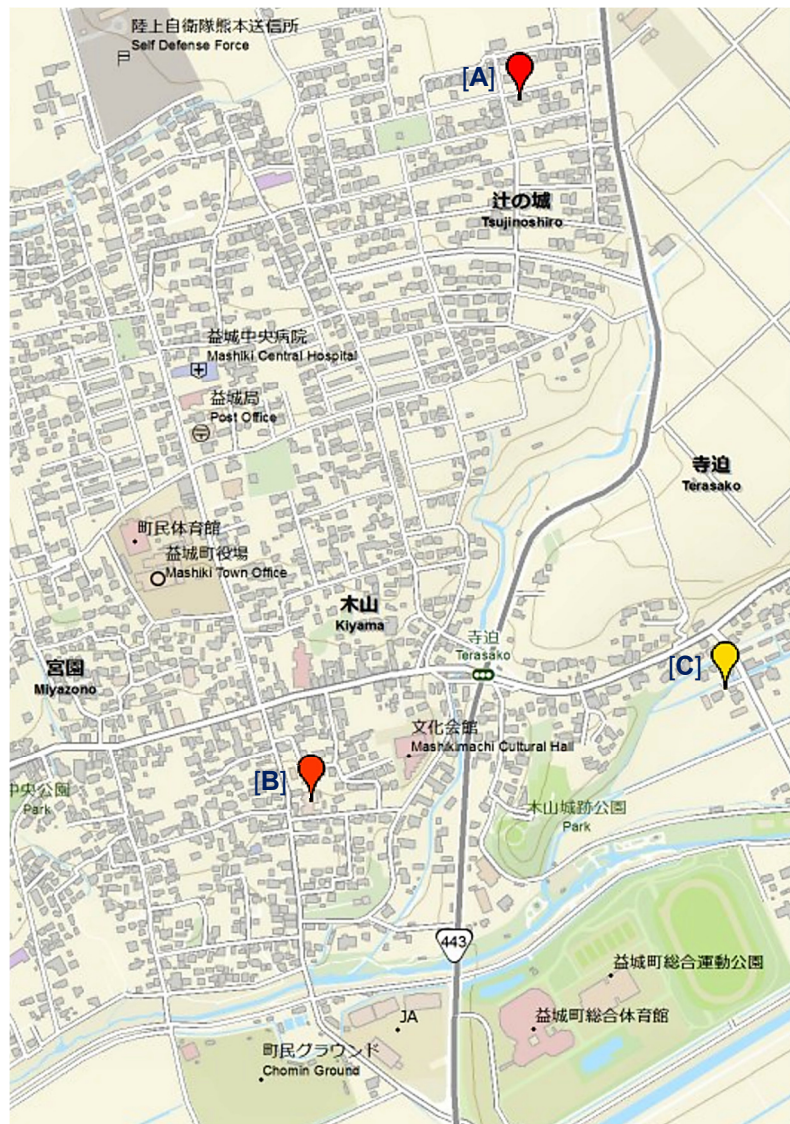 陸上自衛隊熊本送信所
Self Defense Force
[A]
辻の城
Tsujinoshiro
益城中央病院
Mashiki Central Hospital
益城局
Post Office
寺迫
Terasako
町民体育館
益城町役場
Mashiki Town Office
木山
Kiyama
寺迫
Terasako
[C]
宮園
Miyazono
文化会館
Mashikimachi Cultural Hall
[B]
中央公園
Park
木山城跡公園
Park
443
益城町総合運動公園
JA
益城町総合体育館
町民グラウンド
Chomin Ground